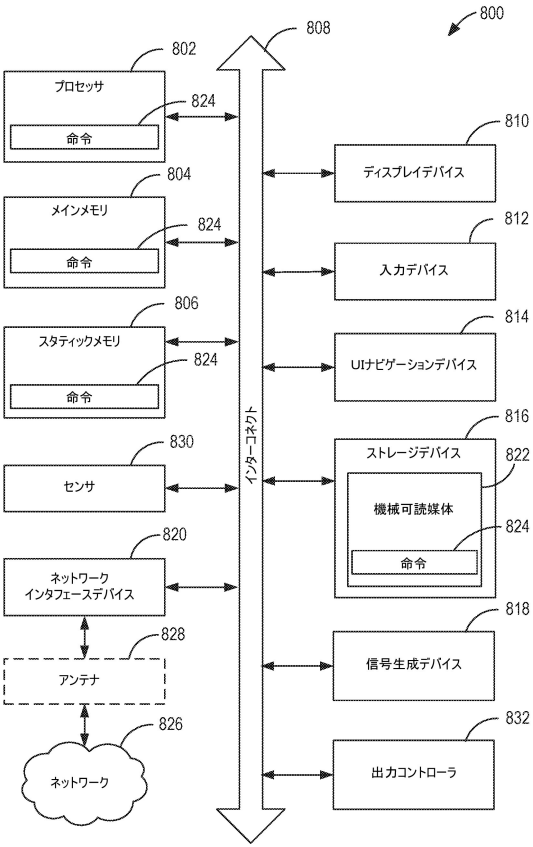 800
808
802
プロセッサ
824
命令
804
メインメモリ
824
命令
806
スタティックメモリ
824
命令
830
センサ
820
ネットワーク
インタフェースデバイス
828
アンテナ
826
ネットワーク
インターコネクト
810
ディスプレイデバイス
812
入力デバイス
814
UIナビゲーションデバイス
816
ストレージデバイス
822
機械可読媒体
824
命令
818
信号生成デバイス
832
出力コントローラ